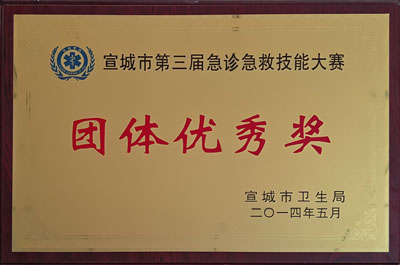 宣城市第三届急诊急救技能大赛
团体优秀奖
宣城市卫生局
二〇一四年五月